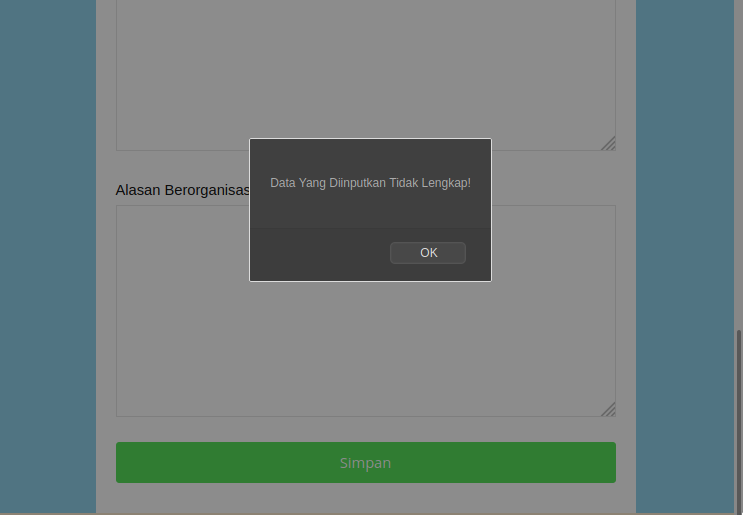 Alasan Berorganisas
Data Yang Diinputkan Tidak Lengkap!
OK
Simpan